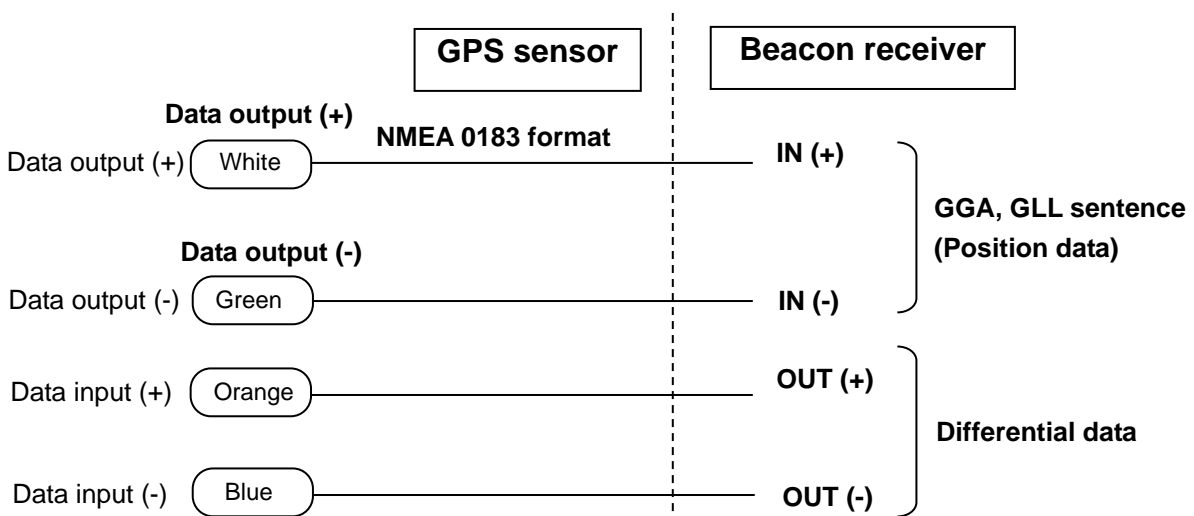 GPS sensor
Beacon receiver
Data output (+)
NMEA 0183 format
Data output (+)
White
IN (+)
GGA, GLL sentence
(Position data)
Data output (-)
Data output (-)
Green
IN (-)
Data input (+)
Orange
OUT (+)
Differential data
Data input (-)
Blue
OUT (-)